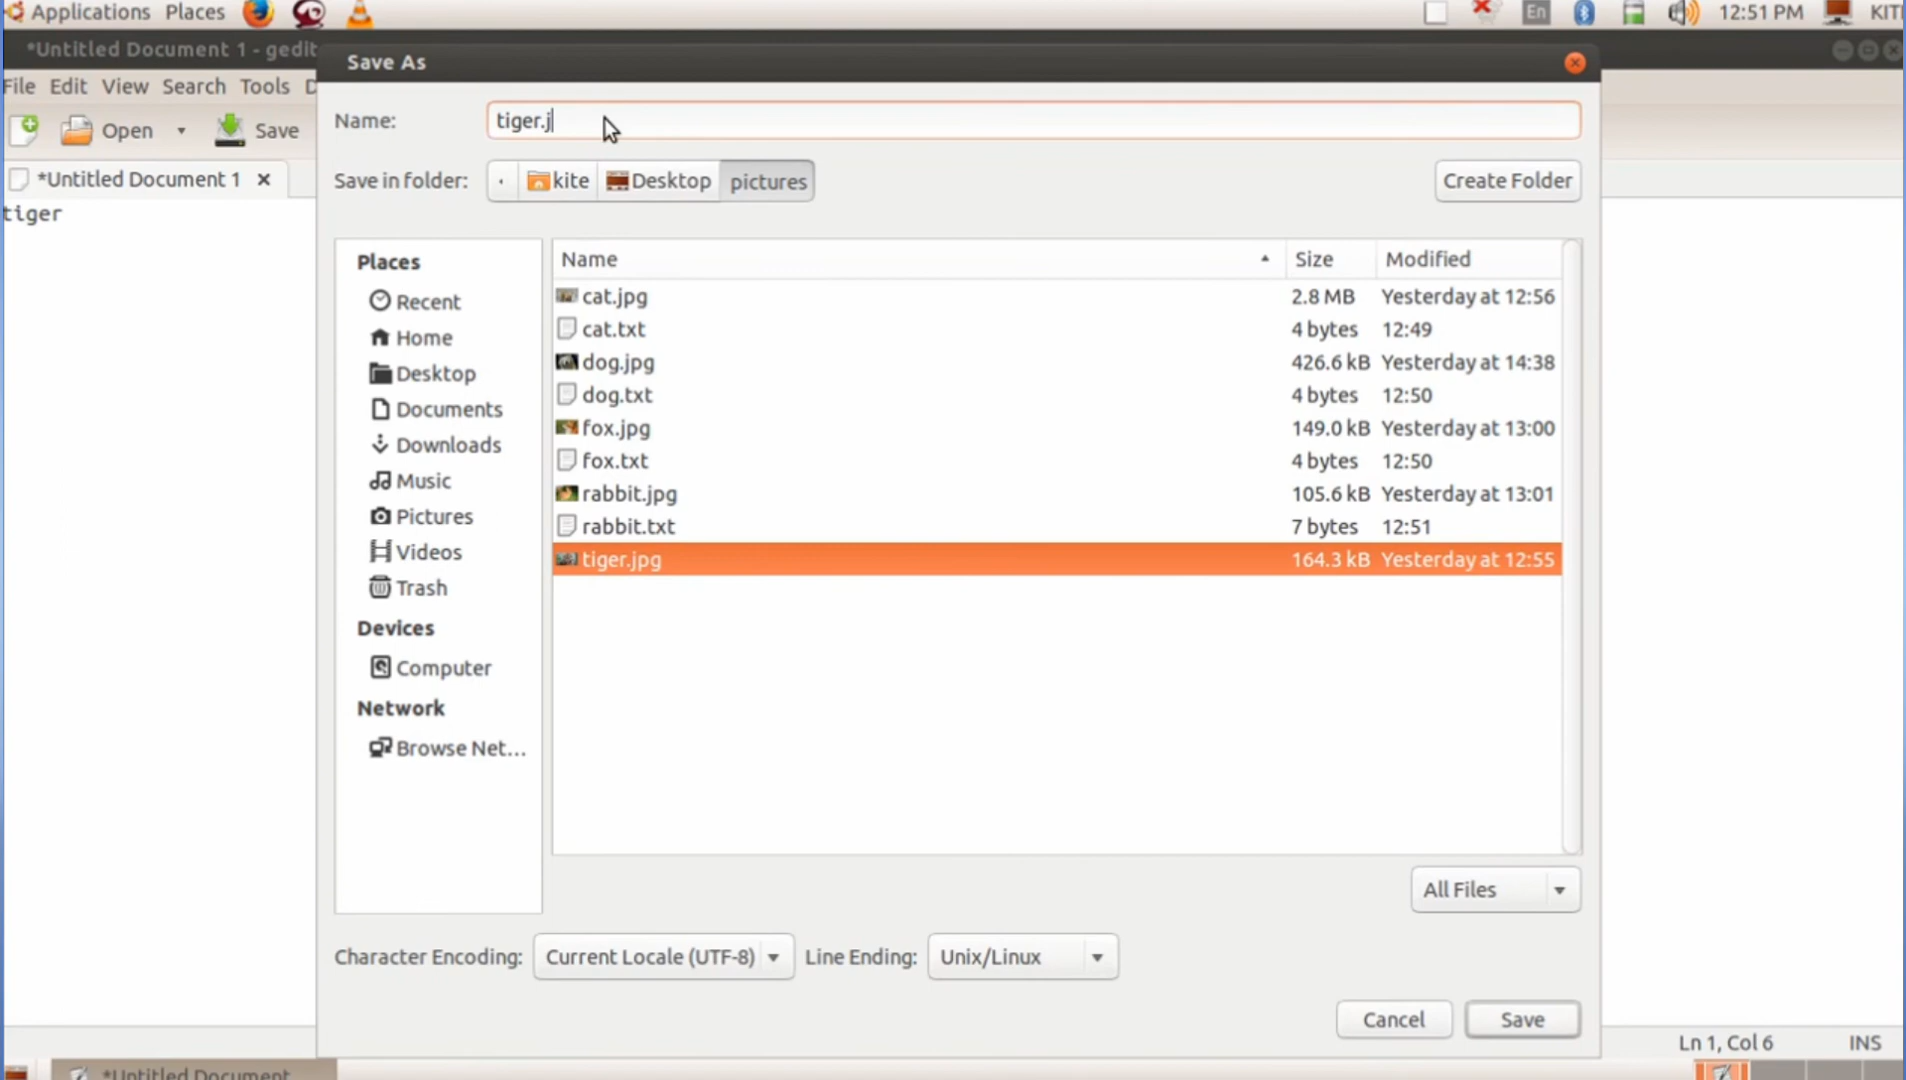 Applications Places En 12:51 PM
*Untitled Document 1 - gedit
Save As
File Edit View Search Tools
Name: tiger.j
Open Save
*Untitled Document 1
Save in folder: kite Desktop pictures Create Folder
tiger
Places
Recent
Home
Desktop
Documents
Downloads
Music
Pictures
Videos
Trash
Devices
Computer
Network
Browse Net...
Name Size Modified
cat.jpg 2.8 MB Yesterday at 12:56
cat.txt 4 bytes 12:49
dog.jpg 426.6 kB Yesterday at 14:38
dog.txt 4 bytes 12:50
fox.jpg 149.0 kB Yesterday at 13:00
fox.txt 4 bytes 12:50
rabbit.jpg 105.6 kB Yesterday at 13:01
rabbit.txt 7 bytes 12:51
tiger.jpg 164.3 kB Yesterday at 12:55
All Files
Character Encoding: Current Locale (UTF-8) Line Ending: Unix/Linux
Cancel Save
Ln 1, Col 6 INS
*Untitled Document